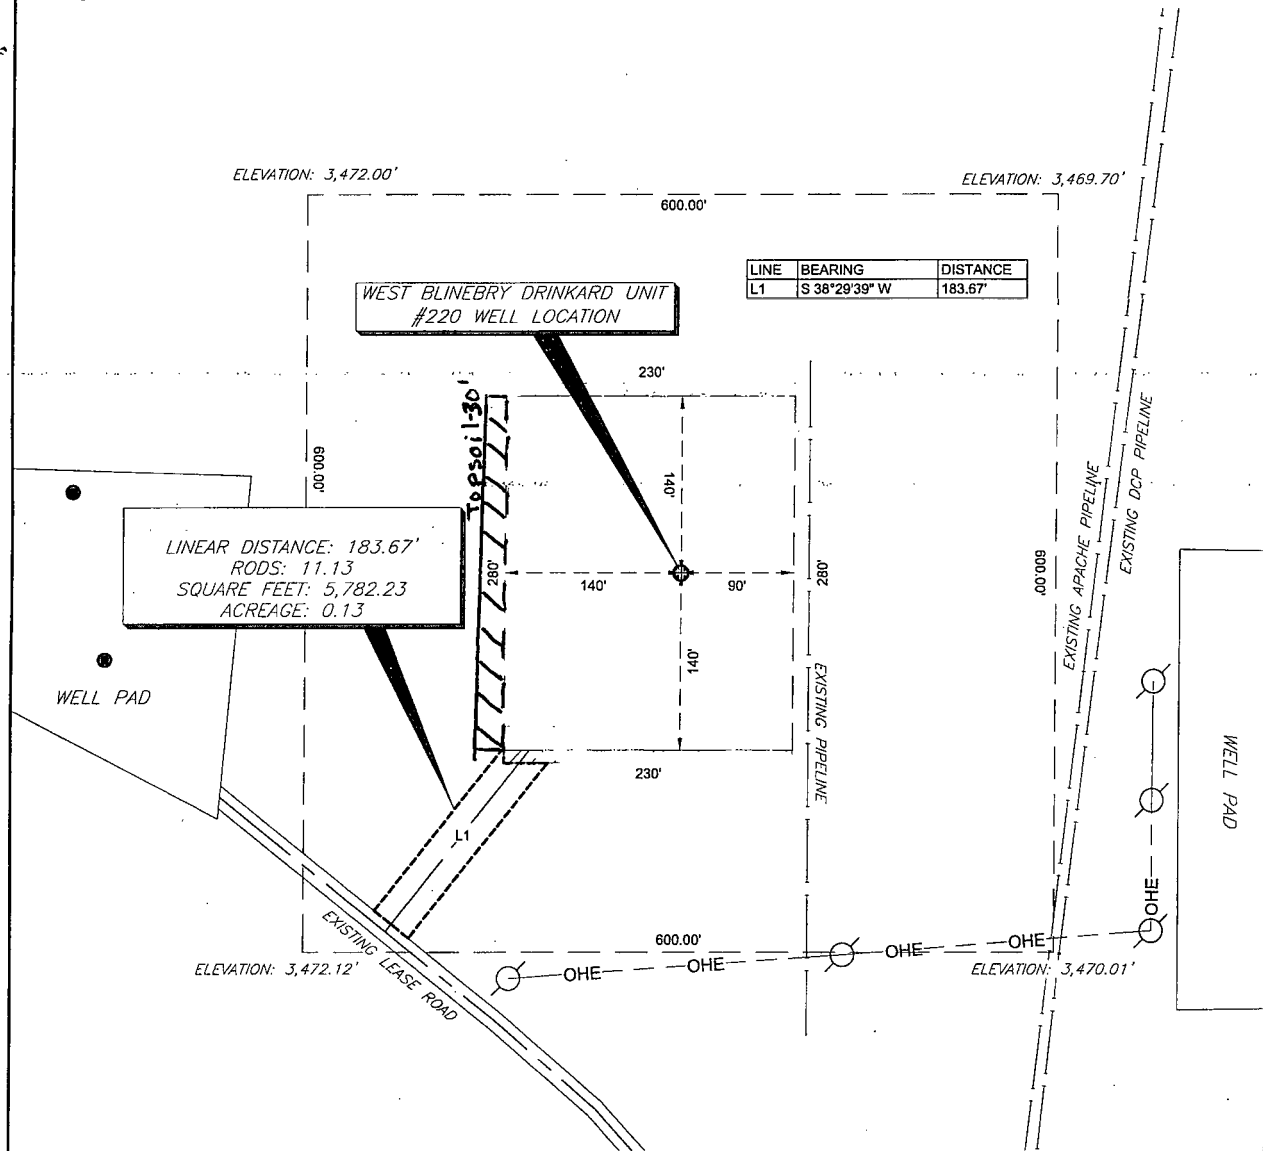 ELEVATION: 3,472.00'
ELEVATION: 3,469.70'
600.00'
LINE BEARING DISTANCE
L1 S 38°29'39" W 183.67'
WEST BLINEBRY DRINKARD UNIT
#220 WELL LOCATION
230'
Topsoil-30'
600.00'
140'
EXISTING DCP PIPELINE
EXISTING APACHE PIPELINE
LINEAR DISTANCE: 183.67'
RODS: 11.13
SQUARE FEET: 5,782.23
ACREAGE: 0.13
280'
140'
90'
280'
600.00'
140'
WELL PAD
EXISTING PIPELINE
230'
WELL PAD
L1
OHE
EXISTING LEASE ROAD
600.00'
OHE
OHE
OHE
OHE
ELEVATION: 3,472.12'
ELEVATION: 3,470.01'